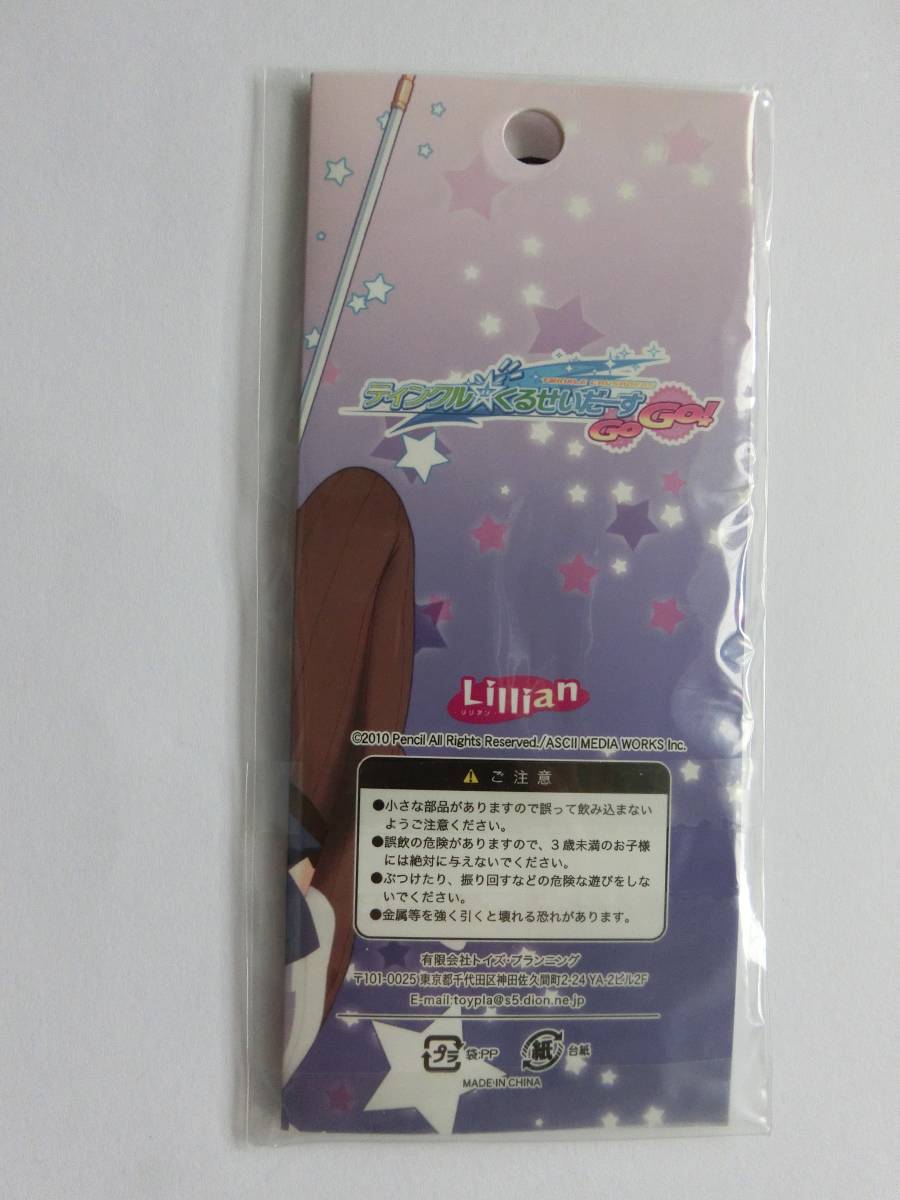 TWINKLE CRUSADERS
ティンクル☆くるせいだーす
GoGo!
Lillian
リリアン
©2010 Pencil All Rights Reserved./ASCII MEDIA WORKS Inc.
⚠ ご注意
●小さな部品がありますので誤って飲み込まない
ようご注意ください。
●誤飲の危険がありますので、3歳未満のお子様
には絶対に与えないでください。
●ぶつけたり、振り回すなどの危険な遊びをしな
いでください。
●金属等を強く引くと壊れる恐れがあります。
有限会社トイズ・プランニング
〒101-0025 東京都千代田区神田佐久間町2-24 YA-2ビル2F
E-mail:toypla@s5.dion.ne.jp
プラ 袋:PP 紙 台紙
MADE IN CHINA